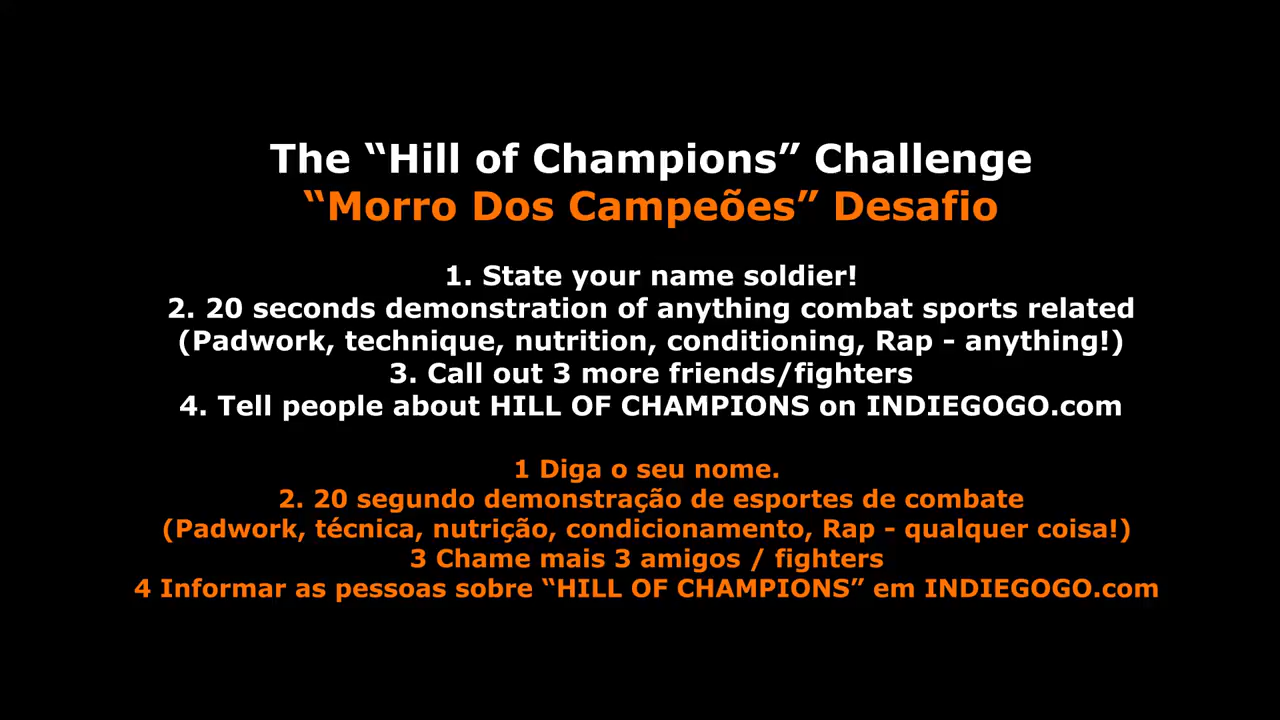 The “Hill of Champions” Challenge
“Morro Dos Campeões” Desafio
1. State your name soldier!
2. 20 seconds demonstration of anything combat sports related
(Padwork, technique, nutrition, conditioning, Rap - anything!)
3. Call out 3 more friends/fighters
4. Tell people about HILL OF CHAMPIONS on INDIEGOGO.com
1 Diga o seu nome.
2. 20 segundo demonstração de esportes de combate
(Padwork, técnica, nutrição, condicionamento, Rap - qualquer coisa!)
3 Chame mais 3 amigos / fighters
4 Informar as pessoas sobre “HILL OF CHAMPIONS” em INDIEGOGO.com